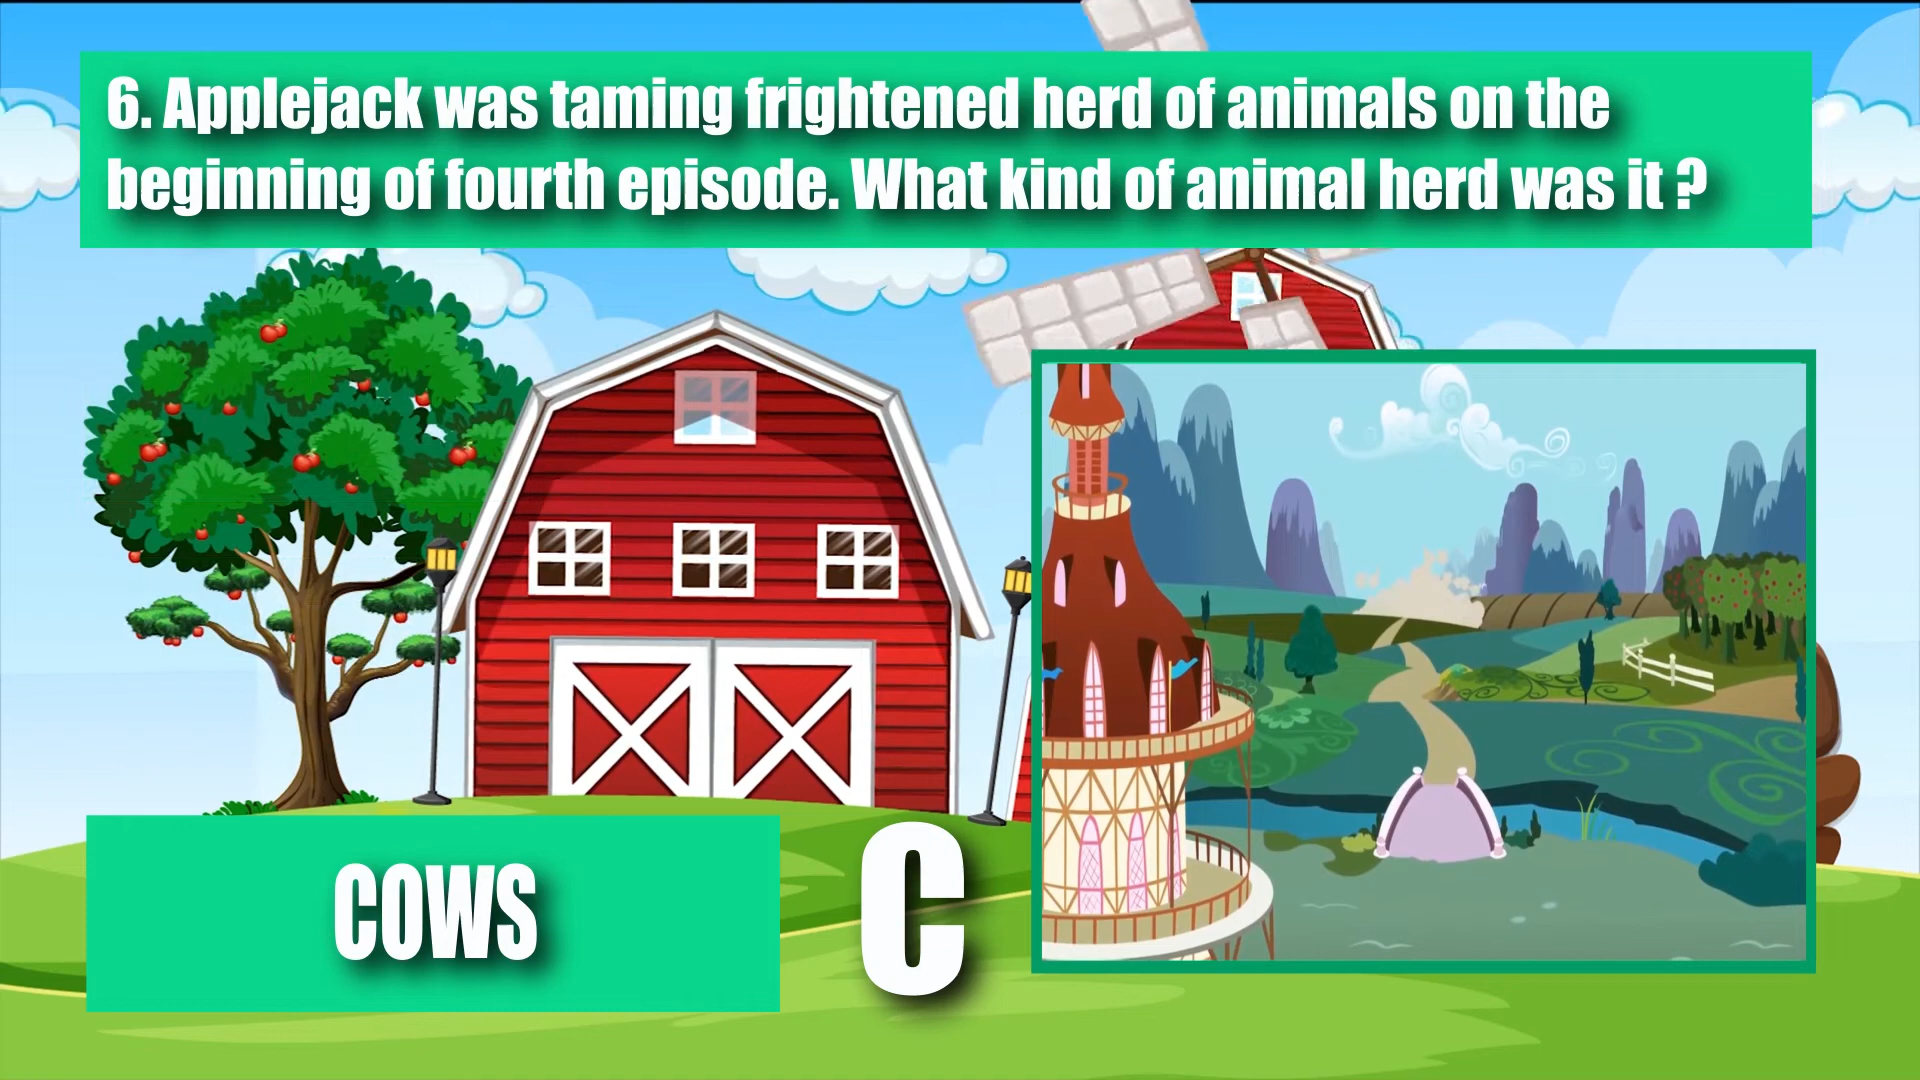 6. Applejack was taming frightened herd of animals on the
beginning of fourth episode. What kind of animal herd was it ?
COWS
C